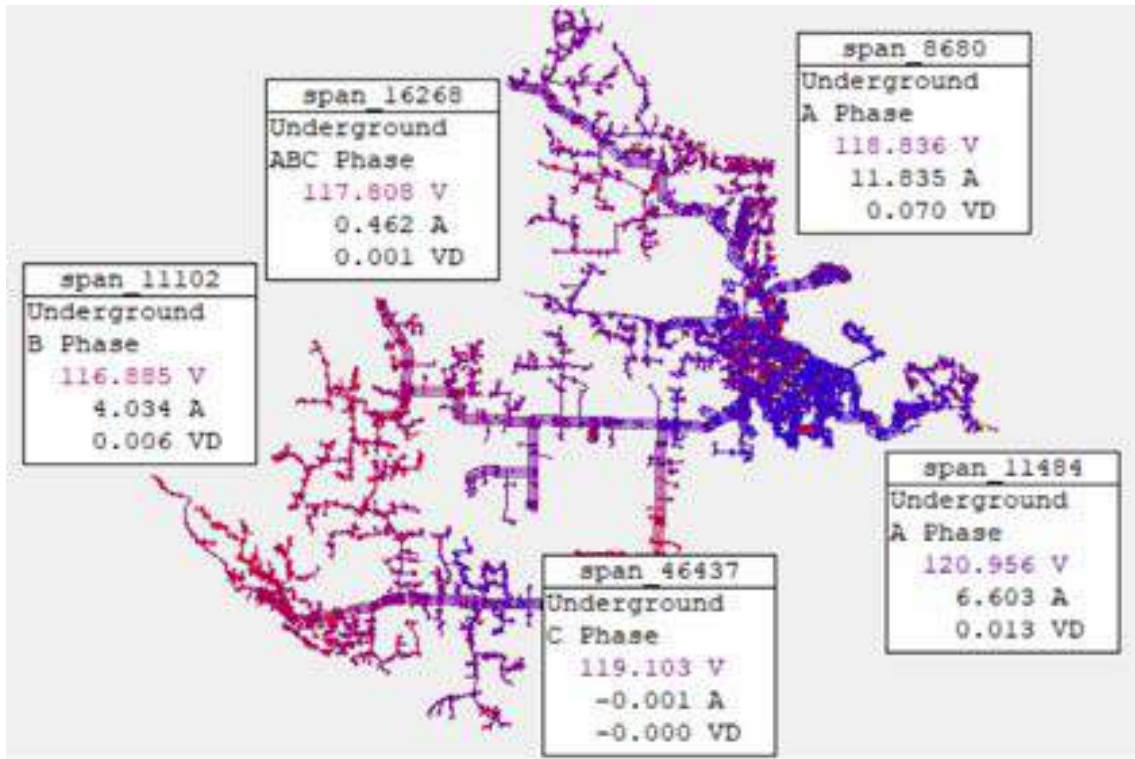 span_8680
Underground
A Phase
118.836 V
11.835 A
0.070 VD
span_16268
Underground
ABC Phase
117.808 V
0.462 A
0.001 VD
span_11102
Underground
B Phase
116.885 V
4.034 A
0.006 VD
span_11484
Underground
A Phase
120.956 V
6.603 A
0.013 VD
span_46437
Underground
C Phase
119.103 V
-0.001 A
-0.000 VD